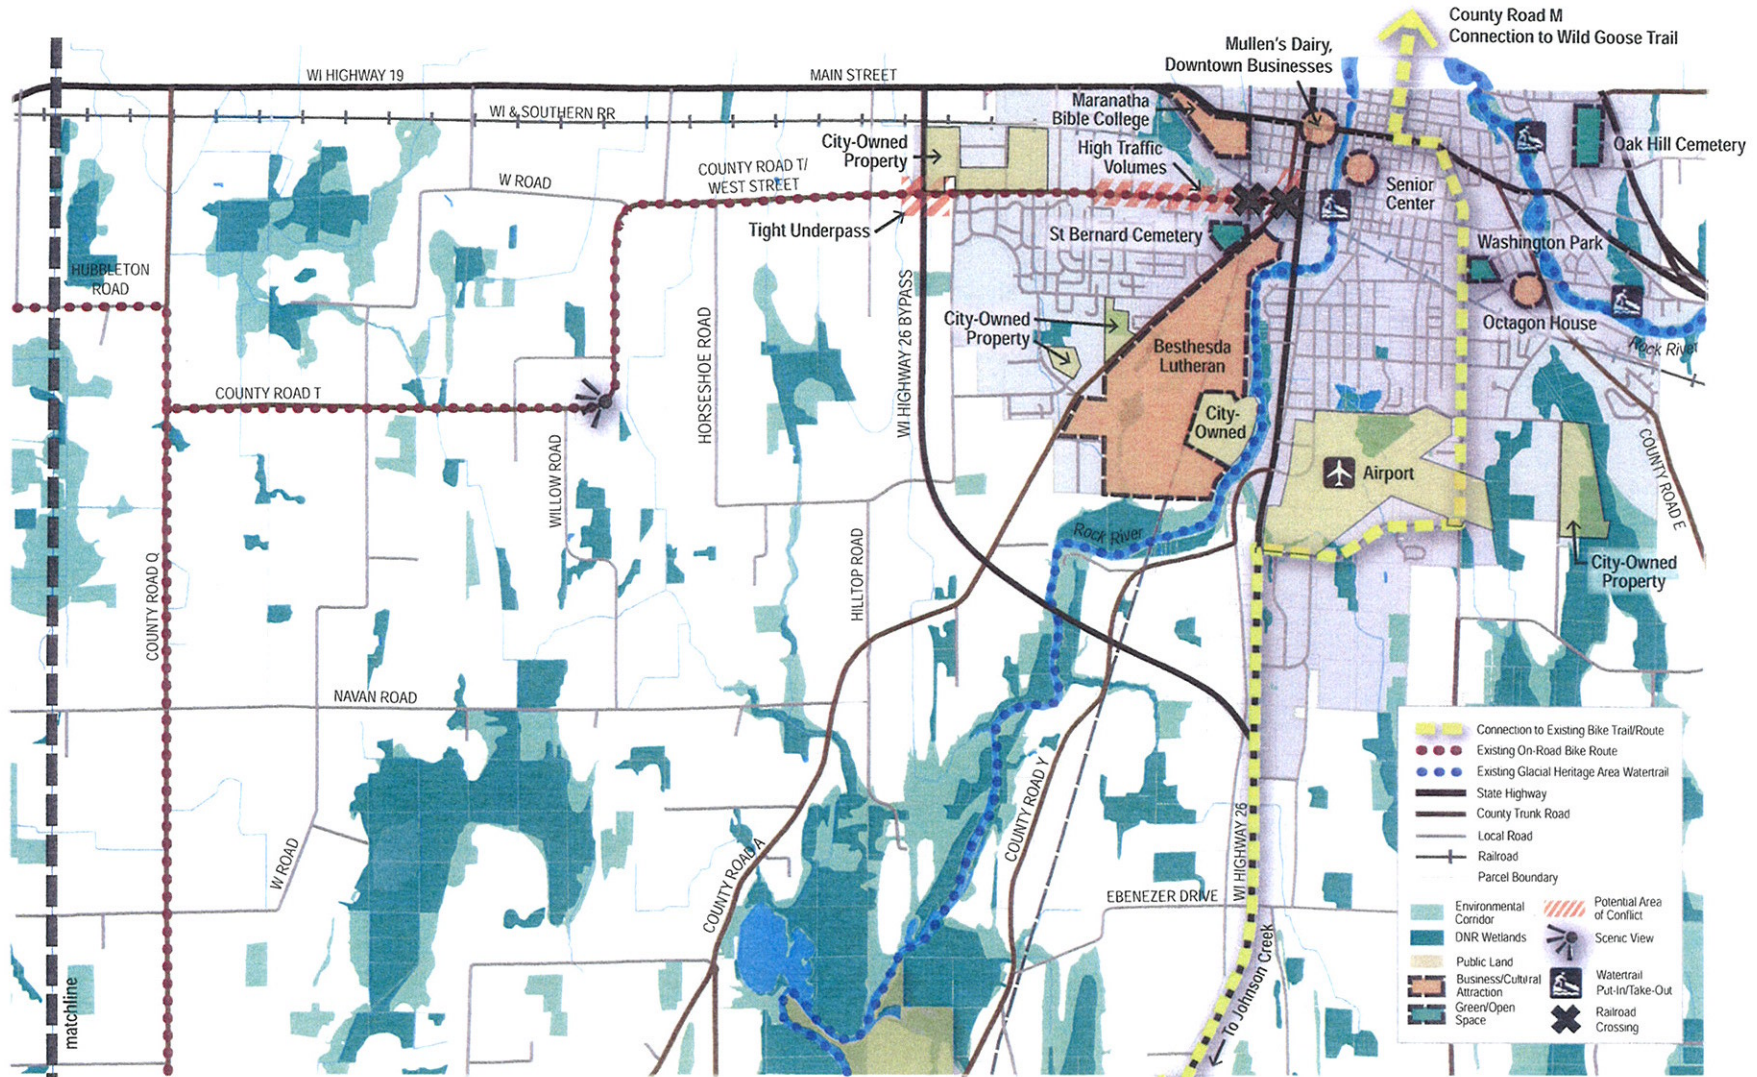 County Road M
Connection to Wild Goose Trail
Mullen's Dairy,
Downtown Businesses
WI HIGHWAY 19
MAIN STREET
WI & SOUTHERN RR
Maranatha
Bible College
High Traffic
Volumes
City-Owned
Property
COUNTY ROAD T/
WEST STREET
W ROAD
Oak Hill Cemetery
Senior
Center
Tight Underpass
St Bernard Cemetery
Washington Park
HUBBLETON
ROAD
WI HIGHWAY 26 BYPASS
HORSESHOE ROAD
City-Owned
Property
Besthesda
Lutheran
Octagon House
Rock River
COUNTY ROAD T
City-
Owned
WILLOW ROAD
Airport
COUNTY ROAD E
Rock River
COUNTY ROAD Q
HILLTOP ROAD
City-Owned
Property
NAVAN ROAD
W ROAD
COUNTY ROAD A
COUNTY ROAD Y
WI HIGHWAY 26
EBENEZER DRIVE
To Johnson Creek
matchline
Connection to Existing Bike Trail/Route
Existing On-Road Bike Route
Existing Glacial Heritage Area Watertrail
State Highway
County Trunk Road
Local Road
Railroad
Parcel Boundary
Environmental
Corridor
DNR Wetlands
Public Land
Business/Cultural
Attraction
Green/Open
Space
Potential Area
of Conflict
Scenic View
Watertrail
Put-In/Take-Out
Railroad
Crossing